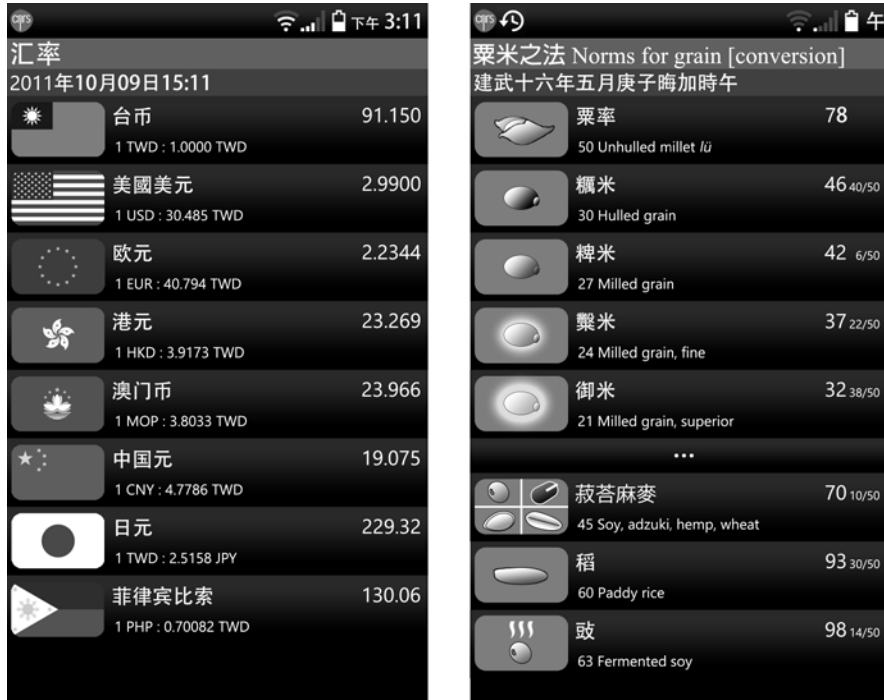 下午 3:11
汇率
2011年10月09日15:11
台币 91.150
1 TWD : 1.0000 TWD
美國美元 2.9900
1 USD : 30.485 TWD
欧元 2.2344
1 EUR : 40.794 TWD
港元 23.269
1 HKD : 3.9173 TWD
澳门币 23.966
1 MOP : 3.8033 TWD
中国元 19.075
1 CNY : 4.7786 TWD
日元 229.32
1 TWD : 2.5158 JPY
菲律宾比索 130.06
1 PHP : 0.70082 TWD
午
粟米之法 Norms for grain [conversion]
建武十六年五月庚子晦加時午
粟率 78
50 Unhulled millet lü
糲米 46 40/50
30 Hulled grain
粺米 42 6/50
27 Milled grain
糳米 37 22/50
24 Milled grain, fine
御米 32 38/50
21 Milled grain, superior
...
菽荅麻麥 70 10/50
45 Soy, adzuki, hemp, wheat
稻 93 30/50
60 Paddy rice
豉 98 14/50
63 Fermented soy